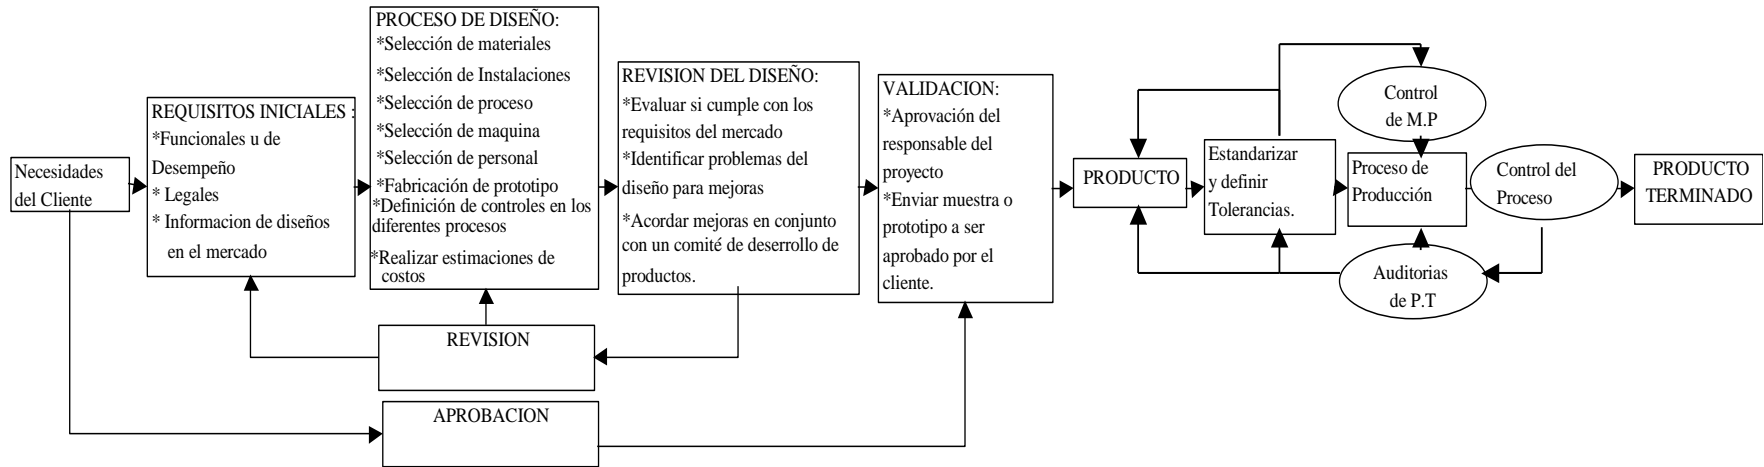 Necesidades
del Cliente
REQUISITOS INICIALES :
*Funcionales u de
Desempeño
* Legales
* Informacion de diseños
en el mercado
PROCESO DE DISEÑO:
*Selección de materiales
*Selección de Instalaciones
*Selección de proceso
*Selección de maquina
*Selección de personal
*Fabricación de prototipo
*Definición de controles en los
diferentes procesos
*Realizar estimaciones de
costos
REVISION DEL DISEÑO:
*Evaluar si cumple con los
requisitos del mercado
*Identificar problemas del
diseño para mejoras
*Acordar mejoras en conjunto
con un comité de deserrollo de
productos.
VALIDACION:
*Aprovación del
responsable del
proyecto
*Enviar muestra o
prototipo a ser
aprobado por el
cliente.
PRODUCTO
Estandarizar
y definir
Tolerancias.
Control
de M.P
Proceso de
Producción
Auditorias
de P.T
Control del
Proceso
PRODUCTO
TERMINADO
REVISION
APROBACION